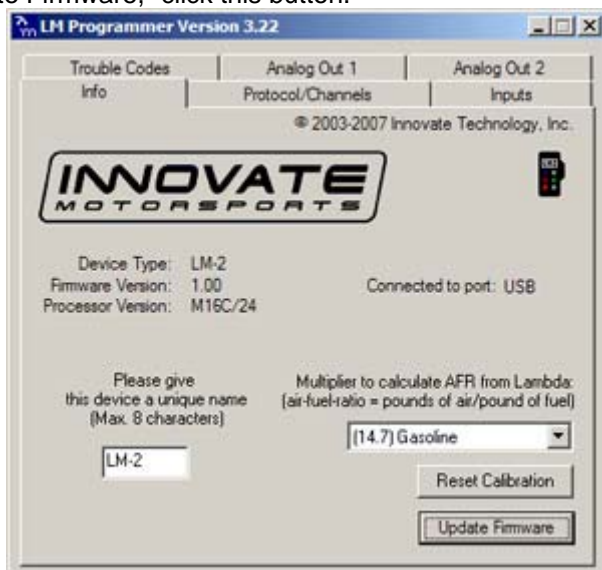 te Firmware," click this button.
LM Programmer Version 3.22
Trouble Codes Analog Out 1 Analog Out 2
Info Protocol/Channels Inputs
© 2003-2007 Innovate Technology, Inc.
INNOVATE
MOTORSPORTS
Device Type: LM-2
Firmware Version: 1.00 Connected to port: USB
Processor Version: M16C/24
Please give Multiplier to calculate AFR from Lambda:
this device a unique name (air-fuel-ratio = pounds of air/pound of fuel)
(Max. 8 characters)
(14.7) Gasoline
LM-2
Reset Calibration
Update Firmware